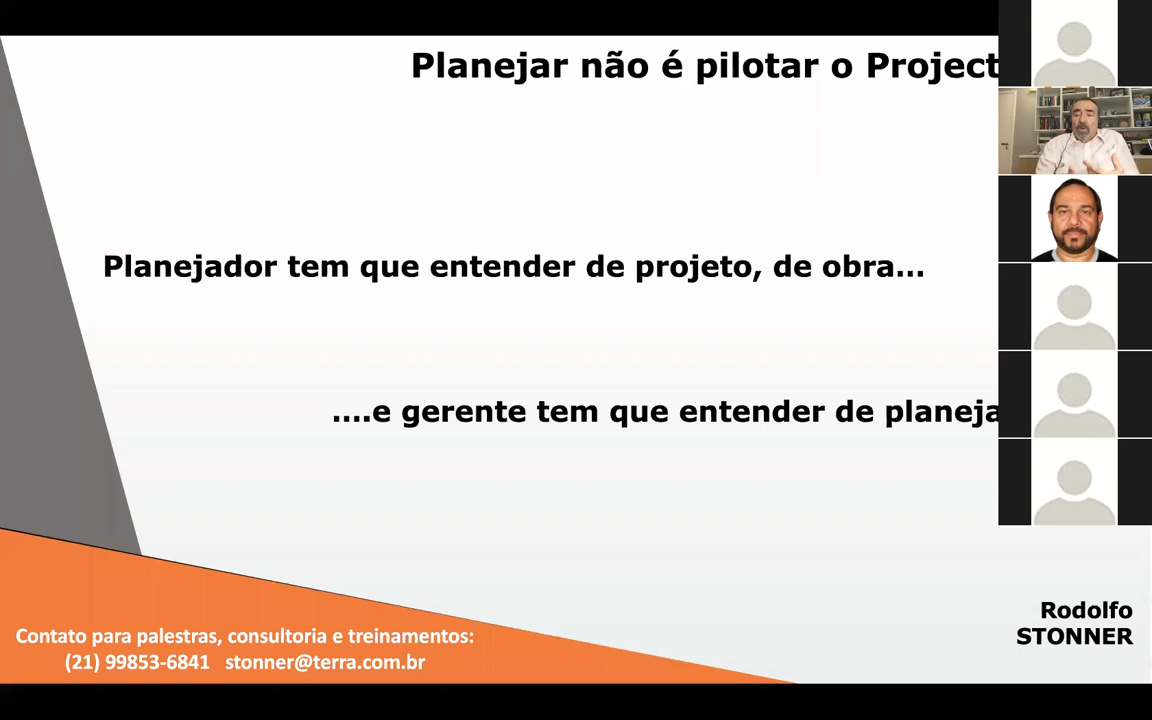 Planejar não é pilotar o Project
Planejador tem que entender de projeto, de obra...
....e gerente tem que entender de planeja
Rodolfo
STONNER
Contato para palestras, consultoria e treinamentos:
(21) 99853-6841 stonner@terra.com.br